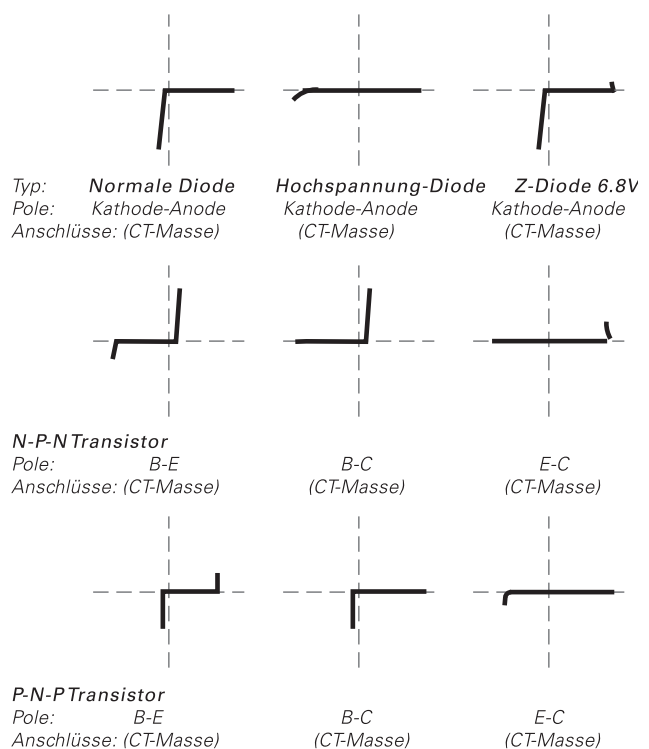 Typ: Normale Diode Hochspannung-Diode Z-Diode 6.8V
Pole: Kathode-Anode Kathode-Anode Kathode-Anode
Anschlüsse: (CT-Masse) (CT-Masse) (CT-Masse)
N-P-N Transistor
Pole: B-E B-C E-C
Anschlüsse: (CT-Masse) (CT-Masse) (CT-Masse)
P-N-P Transistor
Pole: B-E B-C E-C
Anschlüsse: (CT-Masse) (CT-Masse) (CT-Masse)